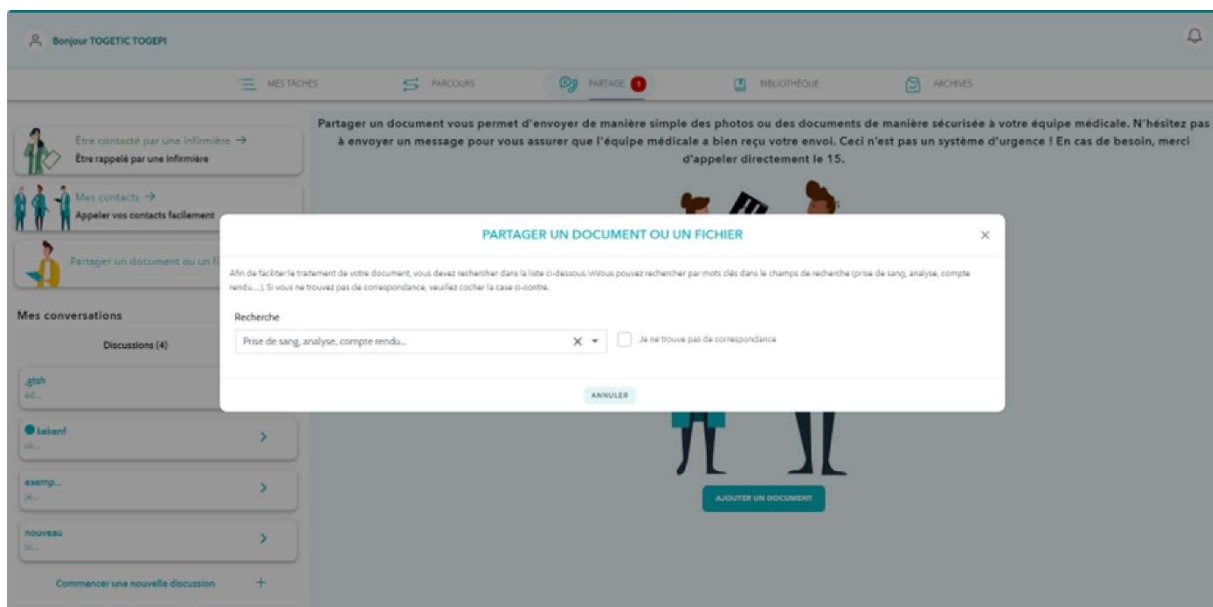 Bonjour TOGETIC TOGEPI
MES TÂCHES
PARCOURS
PARTAGE 1
BIBLIOTHÈQUE
ARCHIVES
Être contacté par une infirmière →
Être rappelé par une infirmière
Mes contacts →
Appeler vos contacts facilement
Partager un document ou un fi
Mes conversations
Discussions (4)
.gtsh
ed...
kekenf
exemp...
nouveau
Commencer une nouvelle discussion +
Partager un document vous permet d'envoyer de manière simple des photos ou des documents de manière sécurisée à votre équipe médicale. N'hésitez pas
à envoyer un message pour vous assurer que l'équipe médicale a bien reçu votre envoi. Ceci n'est pas un système d'urgence ! En cas de besoin, merci
d'appeler directement le 15.
PARTAGER UN DOCUMENT OU UN FICHIER
Afin de faciliter le traitement de votre document, vous devez rechercher dans la liste ci-dessous.\n\nVous pouvez rechercher par mots clés dans le champs de recherche (prise de sang, analyse, compte
rendu....). Si vous ne trouvez pas de correspondance, veuillez cocher la case ci-contre.
Recherche
Prise de sang, analyse, compte rendu...
Je ne trouve pas de correspondance
ANNULER
AJOUTER UN DOCUMENT